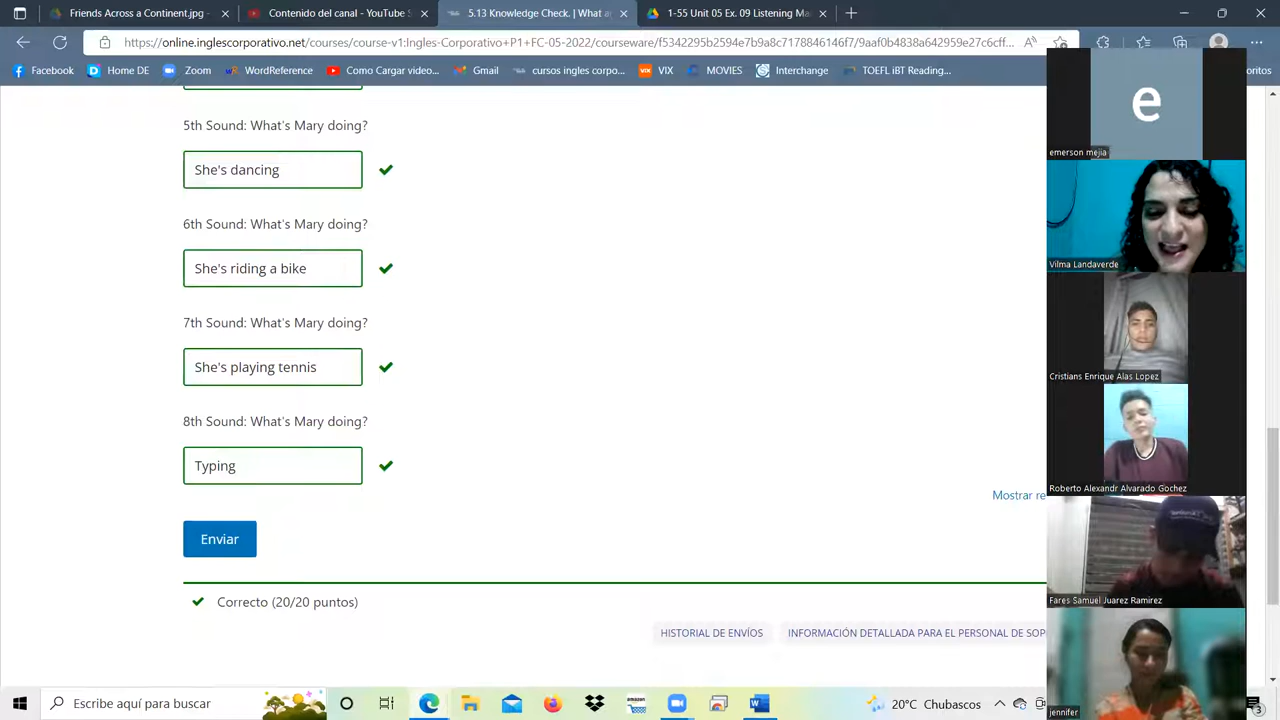 Friends Across a Continent.jpg
Contenido del canal - YouTube S
5.13 Knowledge Check. | What a
1-55 Unit 05 Ex. 09 Listening Ma
https://online.inglescorporativo.net/courses/course-v1:Ingles-Corporativo+P1+FC-05-2022/courseware/f5342295b2594e7b9a8c7178846146f7/9aaf0b4838a642959e27c6cff...
Facebook
Home DE
Zoom
WordReference
Como Cargar video...
Gmail
cursos ingles corpo...
VIX
MOVIES
Interchange
TOEFL iBT Reading...
oritos
5th Sound: What's Mary doing?
She's dancing
6th Sound: What's Mary doing?
She's riding a bike
7th Sound: What's Mary doing?
She's playing tennis
8th Sound: What's Mary doing?
Typing
Mostrar re
Enviar
Correcto (20/20 puntos)
HISTORIAL DE ENVÍOS
INFORMACIÓN DETALLADA PARA EL PERSONAL DE SOP
e
emerson mejia
Vilma Landaverde
Cristians Enrique Alas Lopez
Roberto Alexandr Alvarado Gochez
Fares Samuel Juarez Ramirez
jennifer
Escribe aquí para buscar
20°C Chubascos
3